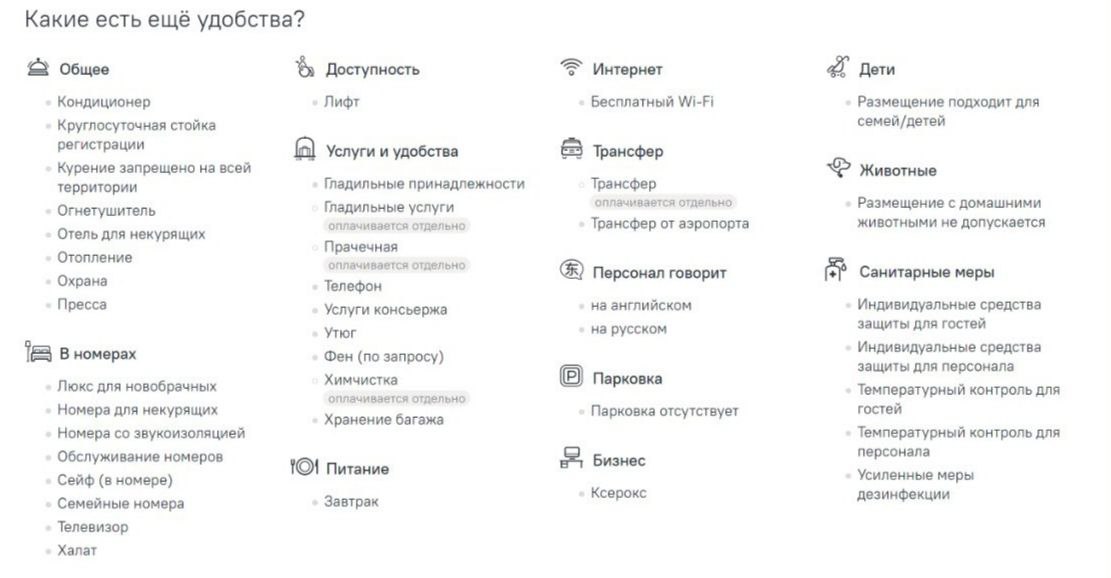 Какие есть ещё удобства?
Общее
Кондиционер
Круглосуточная стойка
регистрации
Курение запрещено на всей
территории
Огнетушитель
Отель для некурящих
Отопление
Охрана
Пресса
В номерах
Люкс для новобрачных
Номера для некурящих
Номера со звукоизоляцией
Обслуживание номеров
Сейф (в номере)
Семейные номера
Телевизор
Халат
Доступность
Лифт
Услуги и удобства
Гладильные принадлежности
Гладильные услуги
оплачивается отдельно
Прачечная
оплачивается отдельно
Телефон
Услуги консьержа
Утюг
Фен (по запросу)
Химчистка
оплачивается отдельно
Хранение багажа
Питание
Завтрак
Интернет
Бесплатный Wi-Fi
Трансфер
Трансфер
оплачивается отдельно
Трансфер от аэропорта
东
Персонал говорит
на английском
на русском
P
Парковка
Парковка отсутствует
Бизнес
Ксерокс
Дети
Размещение подходит для
семей/детей
Животные
Размещение с домашними
животными не допускается
Санитарные меры
Индивидуальные средства
защиты для гостей
Индивидуальные средства
защиты для персонала
Температурный контроль для
гостей
Температурный контроль для
персонала
Усиленные меры
дезинфекции